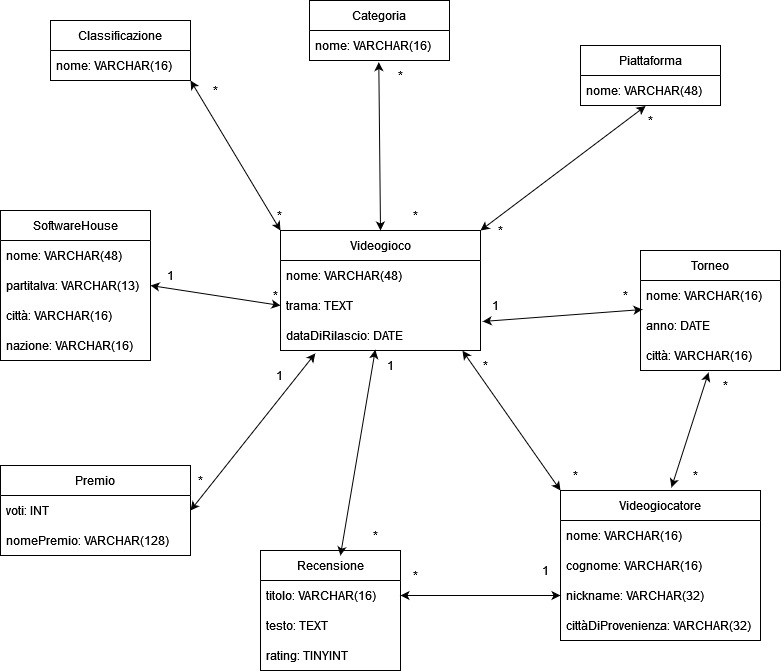 Classificazione
nome: VARCHAR(16)
*
Categoria
nome: VARCHAR(16)
*
Piattaforma
nome: VARCHAR(48)
*
*
*
*
SoftwareHouse
nome: VARCHAR(48)
partitaIva: VARCHAR(13)
città: VARCHAR(16)
nazione: VARCHAR(16)
1
*
Videogioco
nome: VARCHAR(48)
trama: TEXT
dataDiRilascio: DATE
1
*
Torneo
nome: VARCHAR(16)
anno: DATE
città: VARCHAR(16)
1
1
*
*
*
*
*
Premio
voti: INT
nomePremio: VARCHAR(128)
*
Recensione
titolo: VARCHAR(16)
testo: TEXT
rating: TINYINT
*
1
Videogiocatore
nome: VARCHAR(16)
cognome: VARCHAR(16)
nickname: VARCHAR(32)
cittàDiProvenienza: VARCHAR(32)